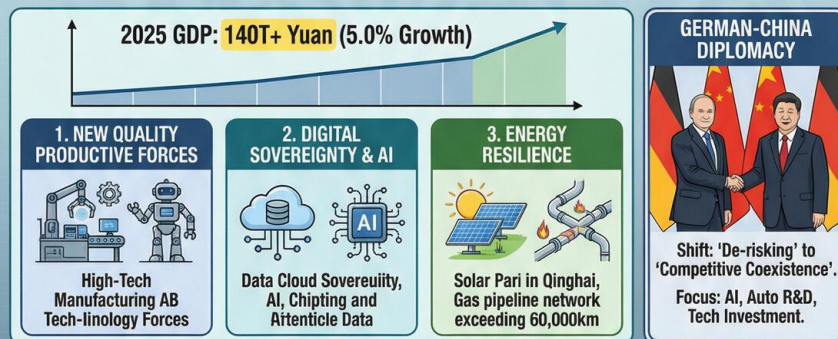 2025 GDP: 140T+ Yuan (5.0% Growth)
1. NEW QUALITY
PRODUCTIVE FORCES
High-Tech
Manufacturing AB
Tech-linology Forces
2. DIGITAL
SOVEREIGNTY & AI
AI
Data Cloud Sovereuiity,
AI, Chipting and
Aitenticle Data
3. ENERGY
RESILIENCE
Solar Pari in Qinghai,
Gas pipeline network
exceeding 60,000km
GERMAN-CHINA
DIPLOMACY
Shift: 'De-risking' to
'Competitive Coexistence'.
Focus: AI, Auto R&D,
Tech Investment.